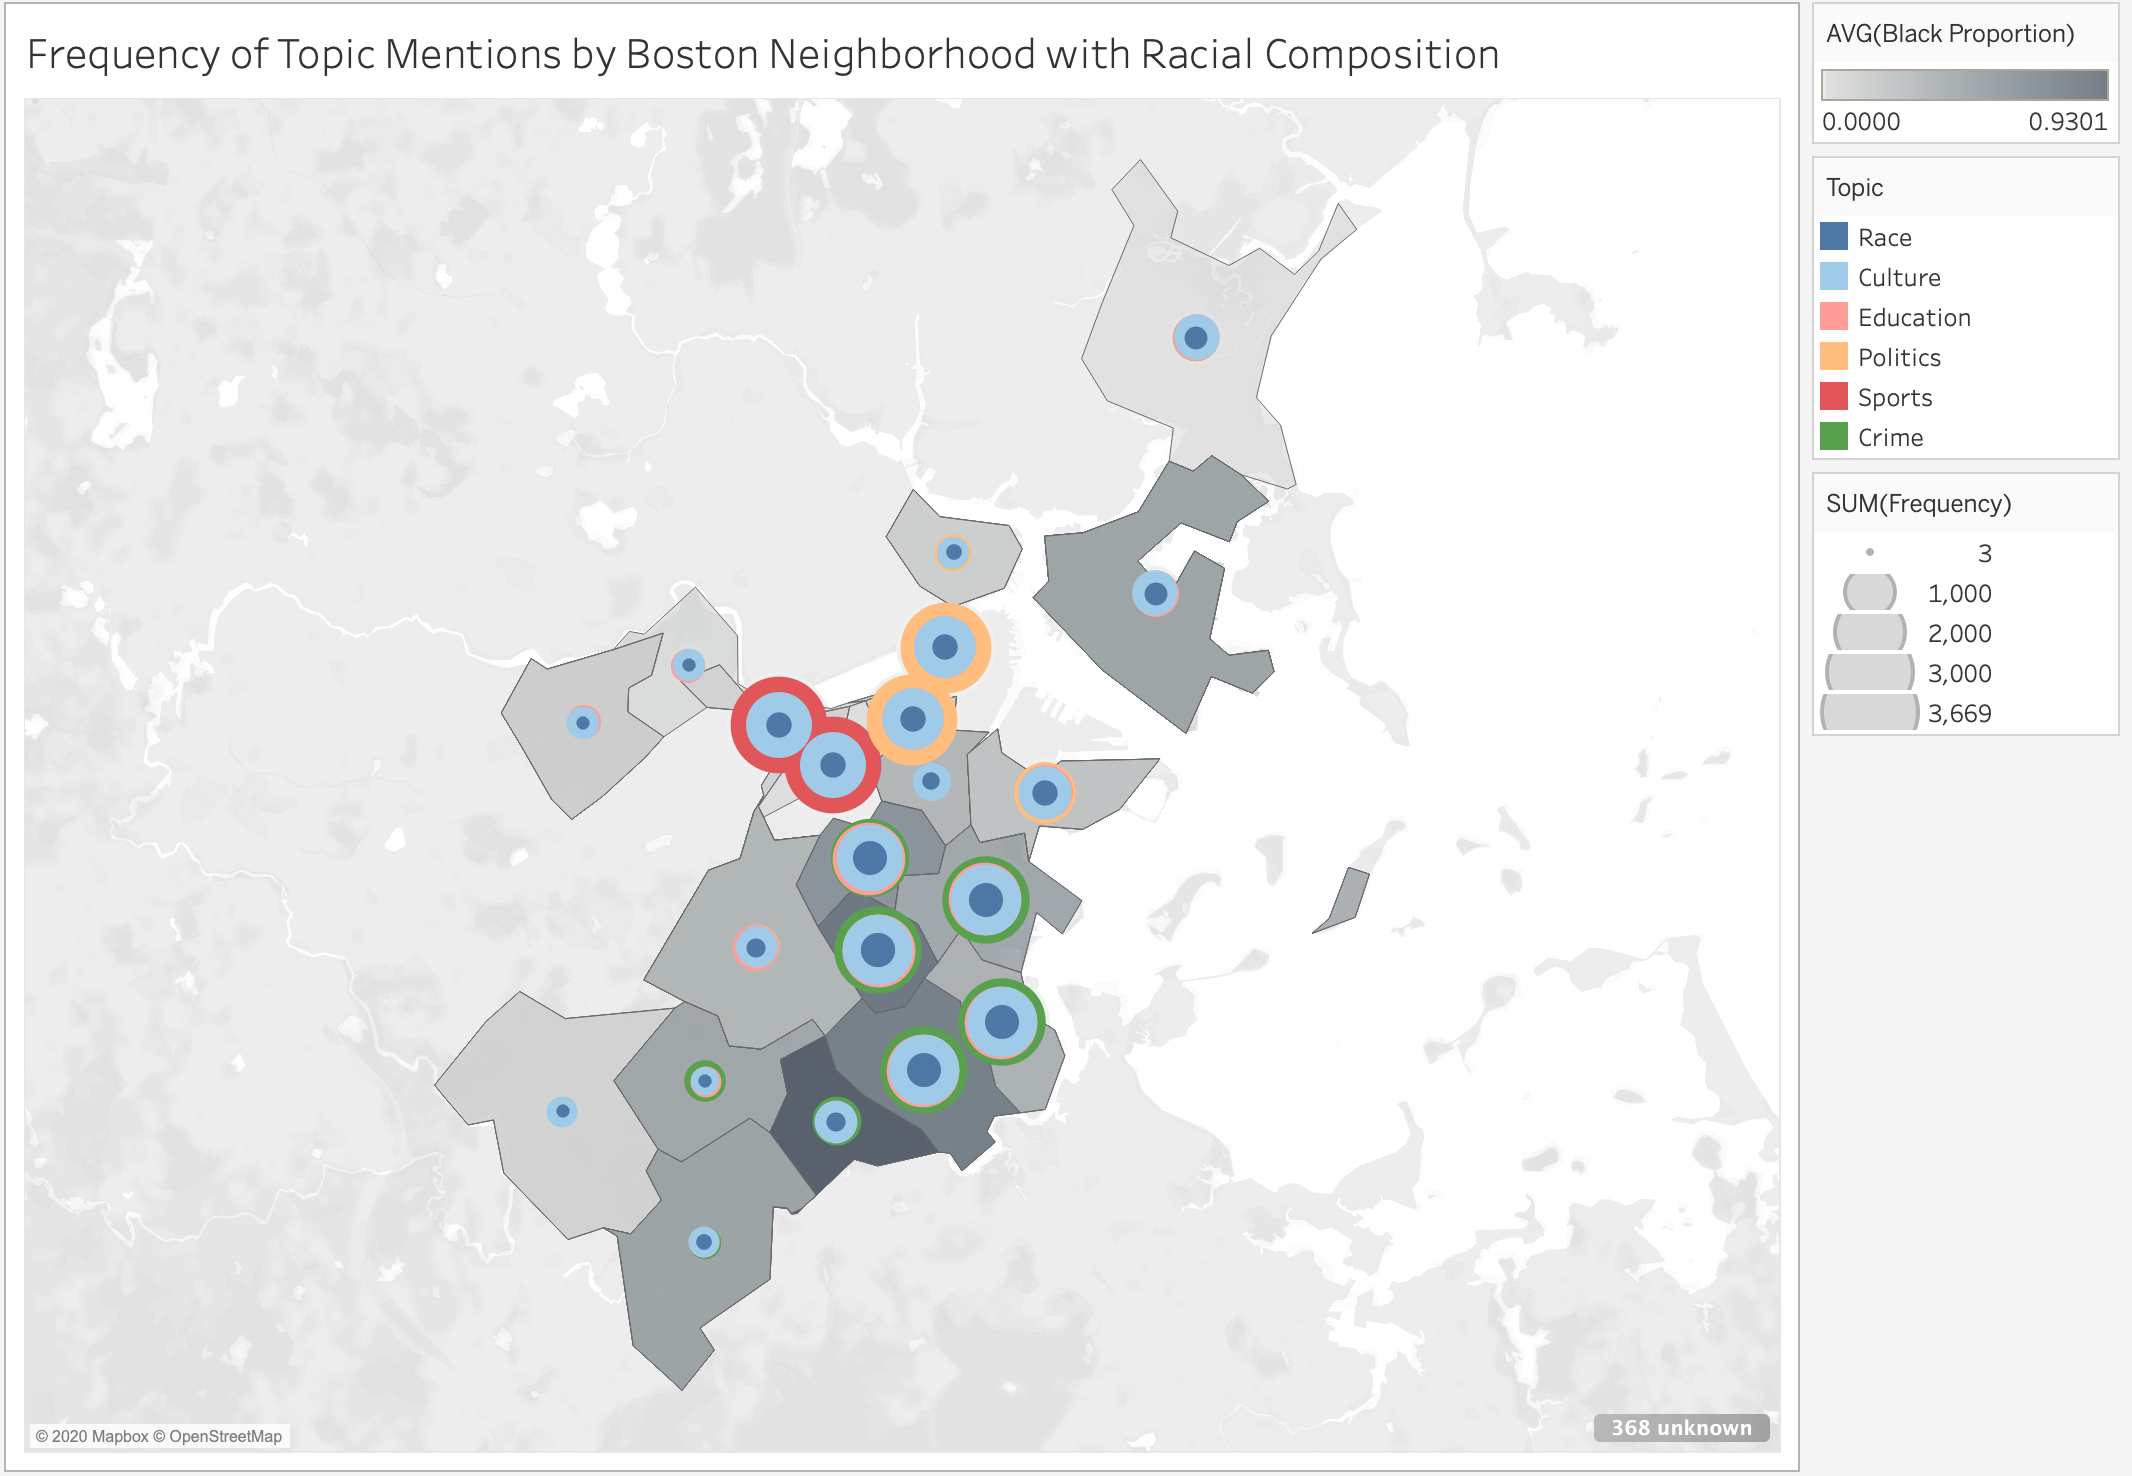 Frequency of Topic Mentions by Boston Neighborhood with Racial Composition
AVG(Black Proportion)
0.0000 0.9301
Topic
Race
Culture
Education
Politics
Sports
Crime
SUM(Frequency)
3
1,000
2,000
3,000
3,669
© 2020 Mapbox © OpenStreetMap
368 unknown